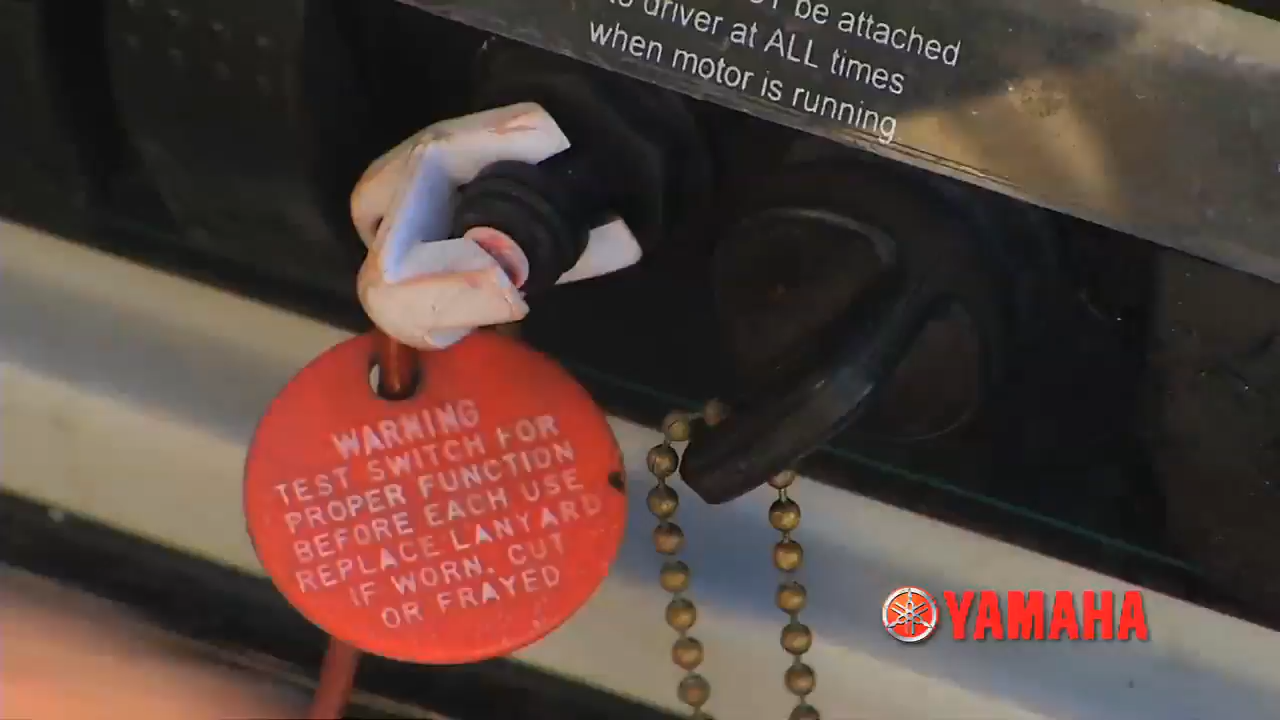 be attached
to driver at ALL times
when motor is running
WARNING
TEST SWITCH FOR
PROPER FUNCTION
BEFORE EACH USE
REPLACE LANYARD
IF WORN, CUT
OR FRAYED
YAMAHA